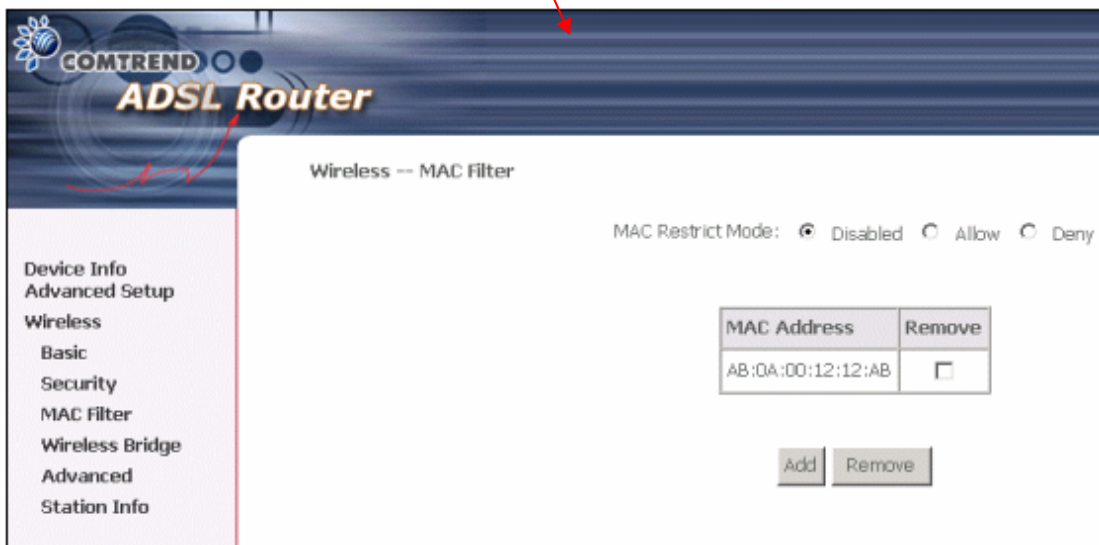 COMTREND
ADSL Router
Wireless -- MAC Filter
MAC Restrict Mode: Disabled Allow Deny
Device Info
Advanced Setup
Wireless
Basic
Security
MAC Filter
Wireless Bridge
Advanced
Station Info
MAC Address Remove
AB:0A:00:12:12:AB
Add Remove